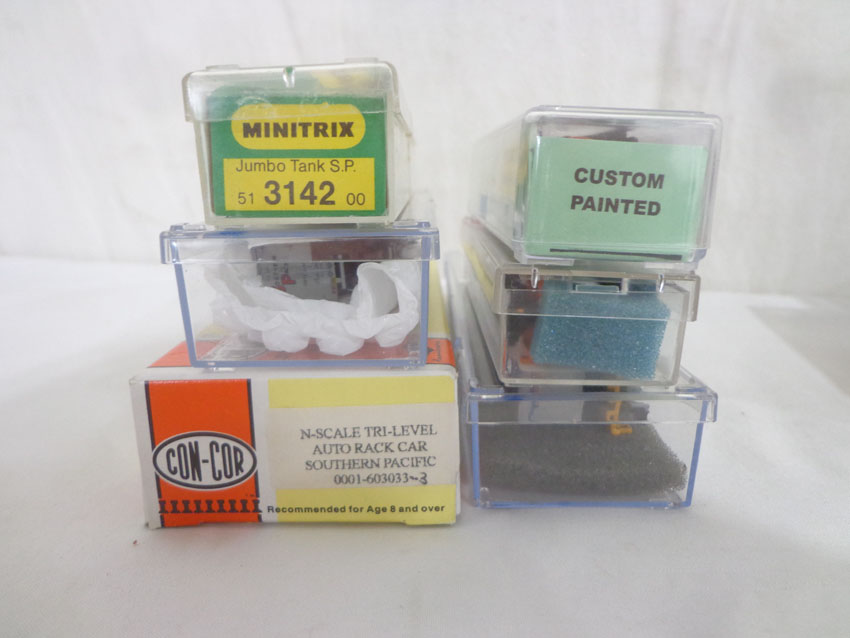 MINITRIX
Jumbo Tank S.P.
51 3142 00
CUSTOM
PAINTED
CON-COR
N-SCALE TRI-LEVEL
AUTO RACK CAR
SOUTHERN PACIFIC
0001-603033-3
Recommended for Age 8 and over